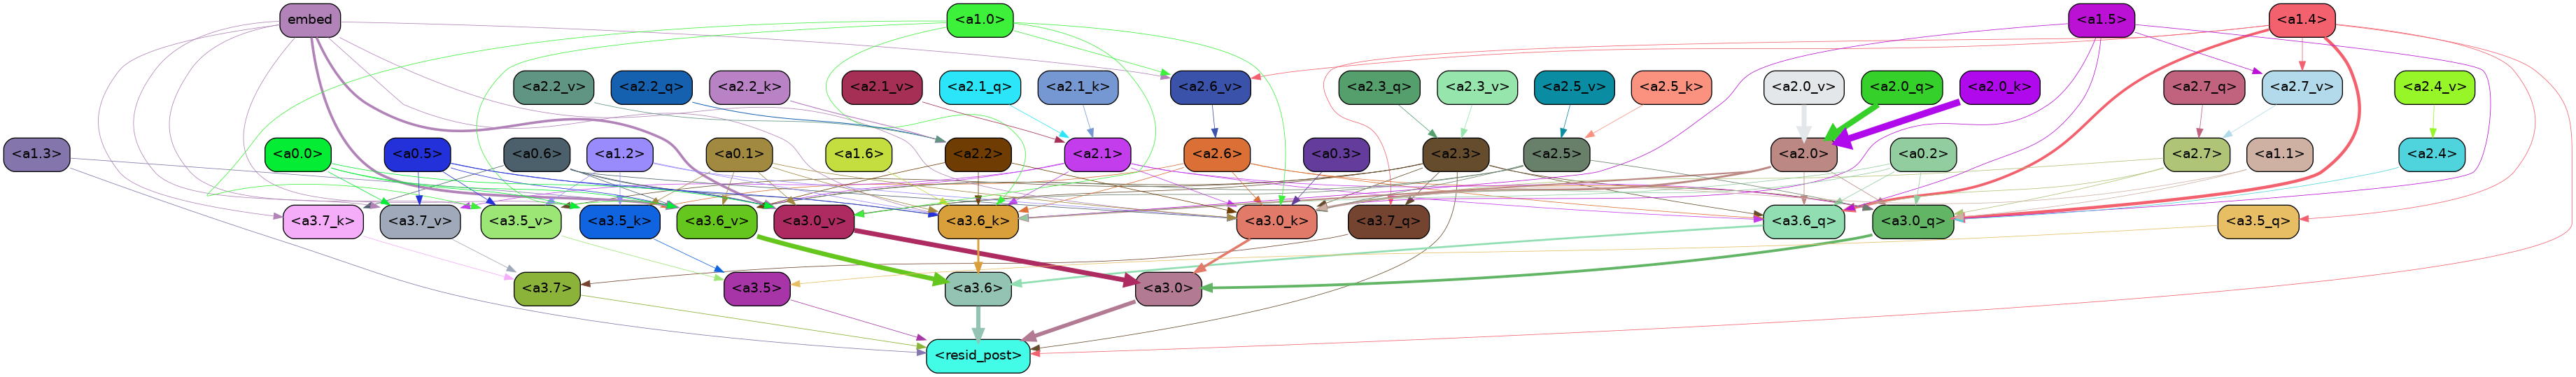 embed <a1.0> <a1.5> <a1.4>
<a2.2_v> <a2.2_q> <a2.2_k> <a2.1_v> <a2.1_q> <a2.1_k> <a2.6_v> <a2.3_q> <a2.3_v> <a2.5_v> <a2.5_k> <a2.0_v> <a2.0_q> <a2.0_k> <a2.7_q> <a2.7_v> <a2.4_v>
<a1.3> <a0.0> <a0.5> <a0.6> <a1.2> <a0.1> <a1.6> <a2.2> <a2.1> <a2.6> <a0.3> <a2.3> <a2.5> <a2.0> <a0.2> <a2.7> <a1.1> <a2.4>
<a3.7_k> <a3.7_v> <a3.5_v> <a3.5_k> <a3.6_v> <a3.0_v> <a3.6_k> <a3.0_k> <a3.7_q> <a3.6_q> <a3.0_q> <a3.5_q>
<a3.7> <a3.5> <a3.6> <a3.0>
<resid_post>